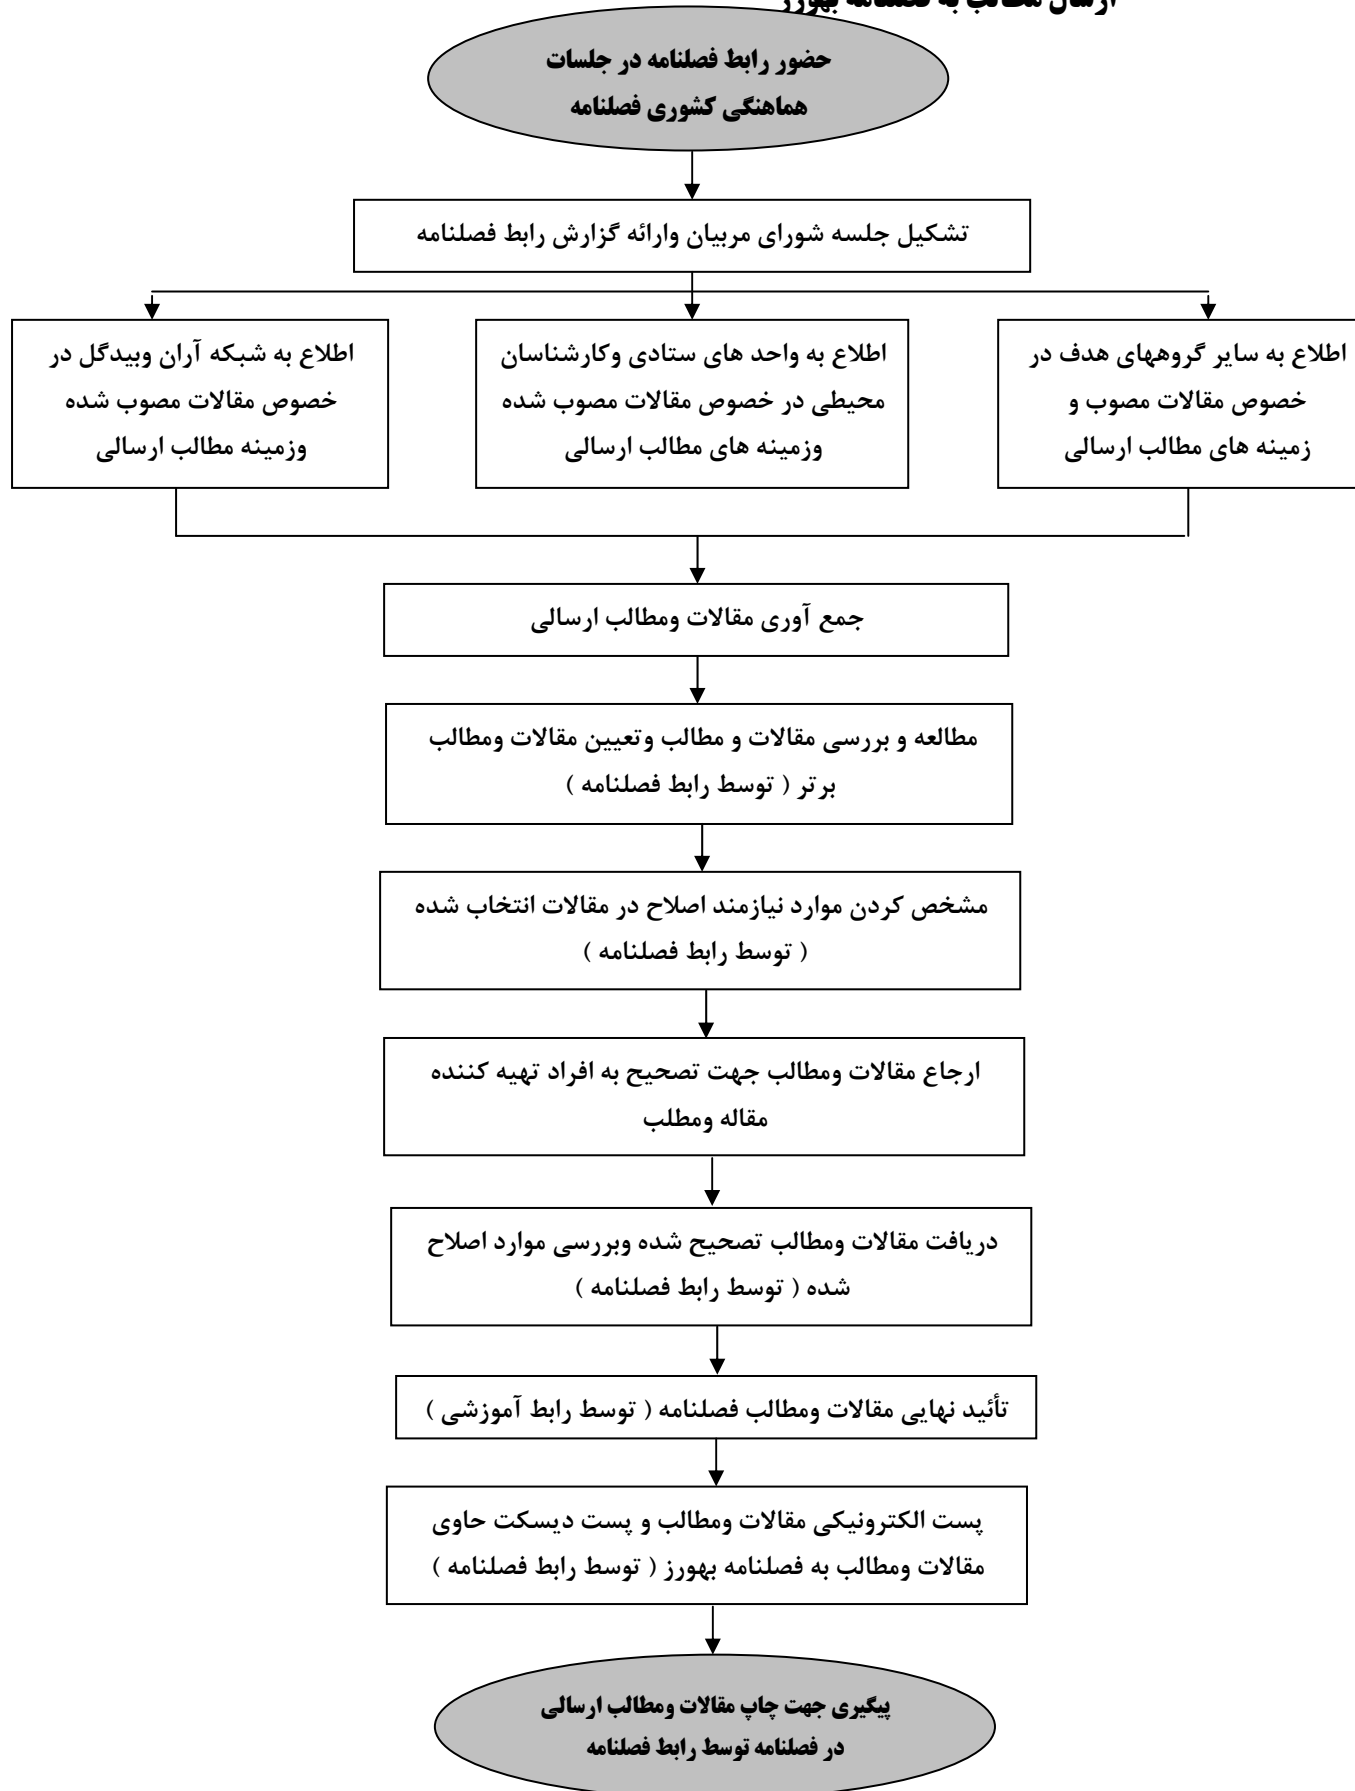 ارسال مطالب به فصلنامه بهورز
حضور رابط فصلنامه در جلسات
هماهنگی کشوری فصلنامه
تشکیل جلسه شورای مربیان وارائه گزارش رابط فصلنامه
اطلاع به سایر گروههای هدف در
خصوص مقالات مصوب و
زمینه های مطالب ارسالی
اطلاع به واحد های ستادی وکارشناسان
محیطی در خصوص مقالات مصوب شده
وزمینه های مطالب ارسالی
اطلاع به شبکه آران وبیدگل در
خصوص مقالات مصوب شده
وزمینه مطالب ارسالی
جمع آوری مقالات ومطالب ارسالی
مطالعه و بررسی مقالات و مطالب وتعیین مقالات ومطالب
برتر ( توسط رابط فصلنامه )
مشخص کردن موارد نیازمند اصلاح در مقالات انتخاب شده
( توسط رابط فصلنامه )
ارجاع مقالات ومطالب جهت تصحیح به افراد تهیه کننده
مقاله ومطلب
دریافت مقالات ومطالب تصحیح شده وبررسی موارد اصلاح
شده ( توسط رابط فصلنامه )
تأئید نهایی مقالات ومطالب فصلنامه ( توسط رابط آموزشی )
پست الکترونیکی مقالات ومطالب و پست دیسکت حاوی
مقالات ومطالب به فصلنامه بهورز ( توسط رابط فصلنامه )
پیگیری جهت چاپ مقالات ومطالب ارسالی
در فصلنامه توسط رابط فصلنامه